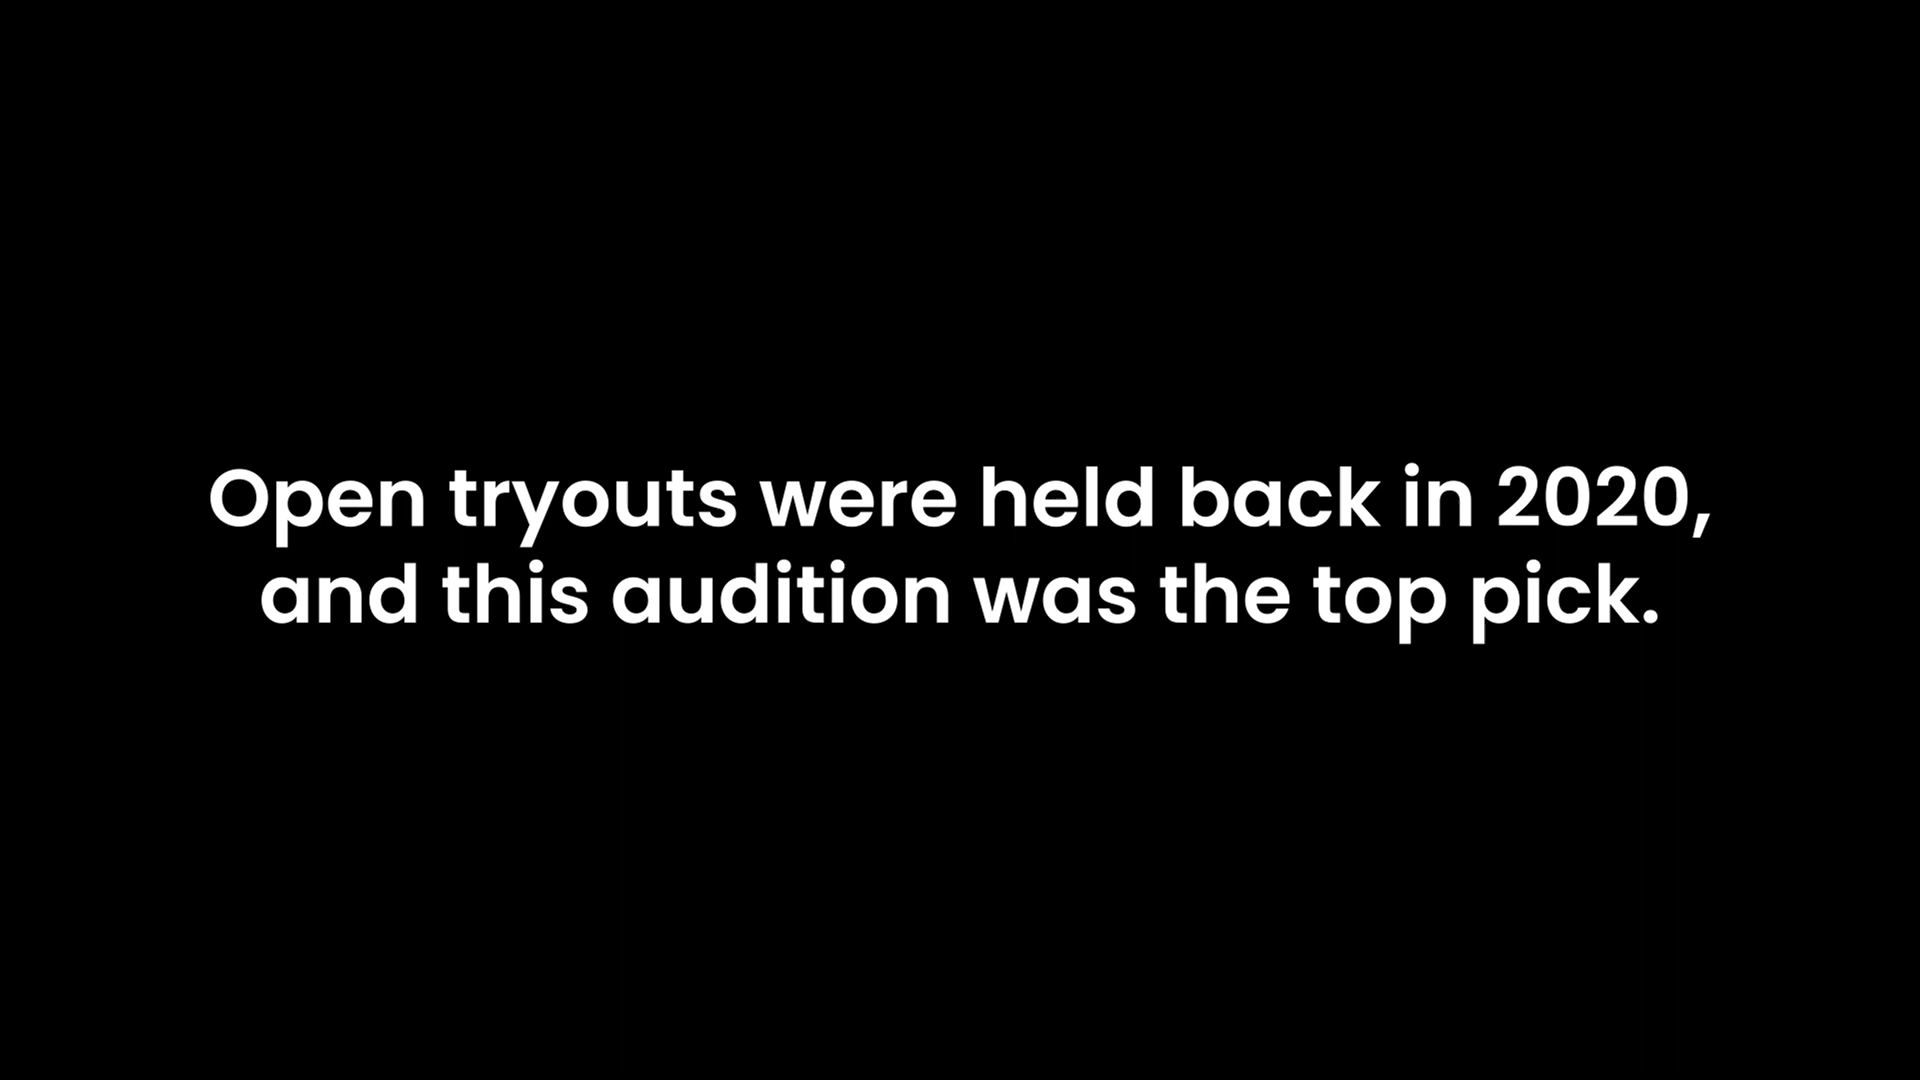 Open tryouts were held back in 2020,
and this audition was the top pick.